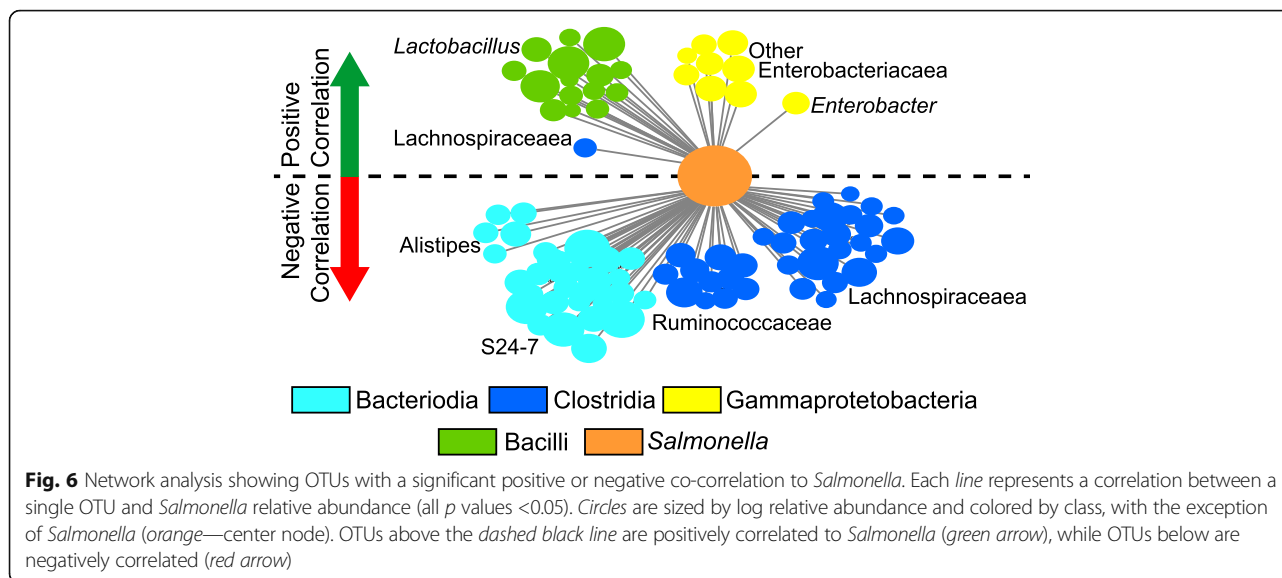 Positive
Correlation
Negative
Correlation
Lactobacillus
Other
Enterobacteriacaea
Enterobacter
Lachnospiraceaea
Alistipes
Lachnospiraceaea
Ruminococcaceae
S24-7
Bacteriodia Clostridia Gammaprotetobacteria
Bacilli Salmonella
Fig. 6 Network analysis showing OTUs with a significant positive or negative co-correlation to Salmonella. Each line represents a correlation between a
single OTU and Salmonella relative abundance (all p values <0.05). Circles are sized by log relative abundance and colored by class, with the exception
of Salmonella (orange—center node). OTUs above the dashed black line are positively correlated to Salmonella (green arrow), while OTUs below are
negatively correlated (red arrow)